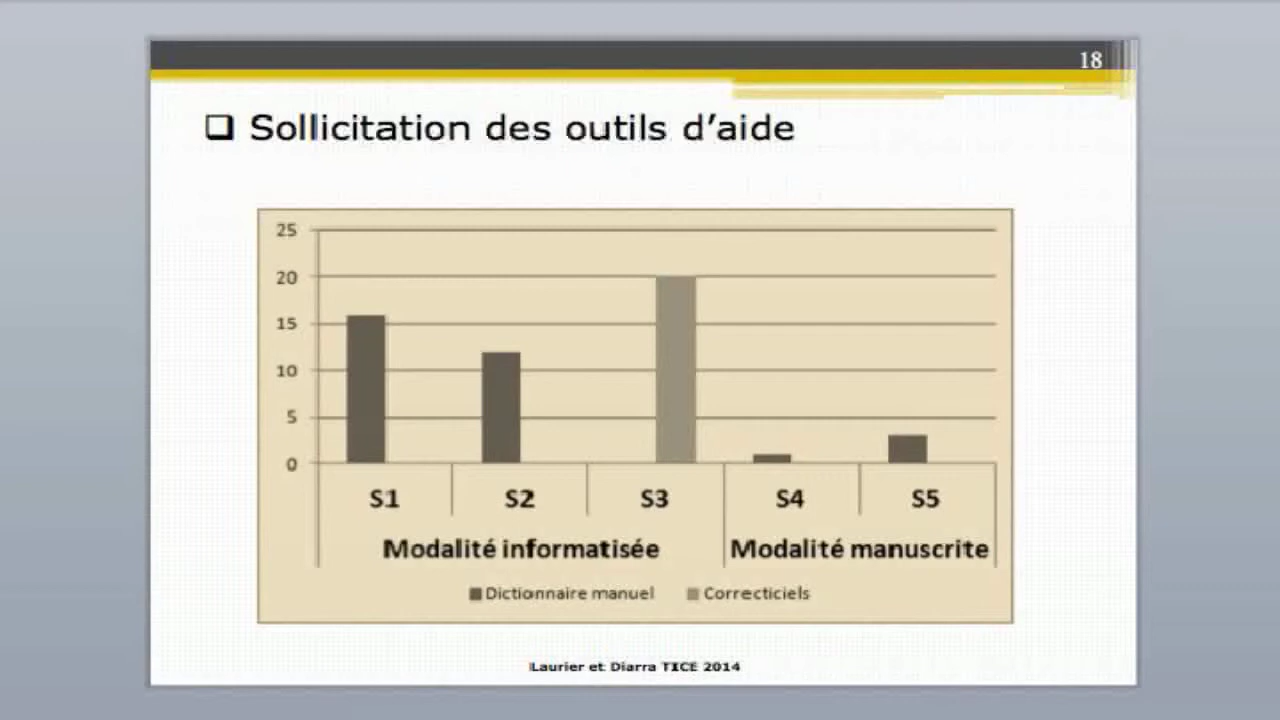 18
❑ Sollicitation des outils d’aide
25
20
15
10
5
0
S1 S2 S3 S4 S5
Modalité informatisée Modalité manuscrite
Dictionnaire manuel Correcticiels
Laurier et Diarra TICE 2014